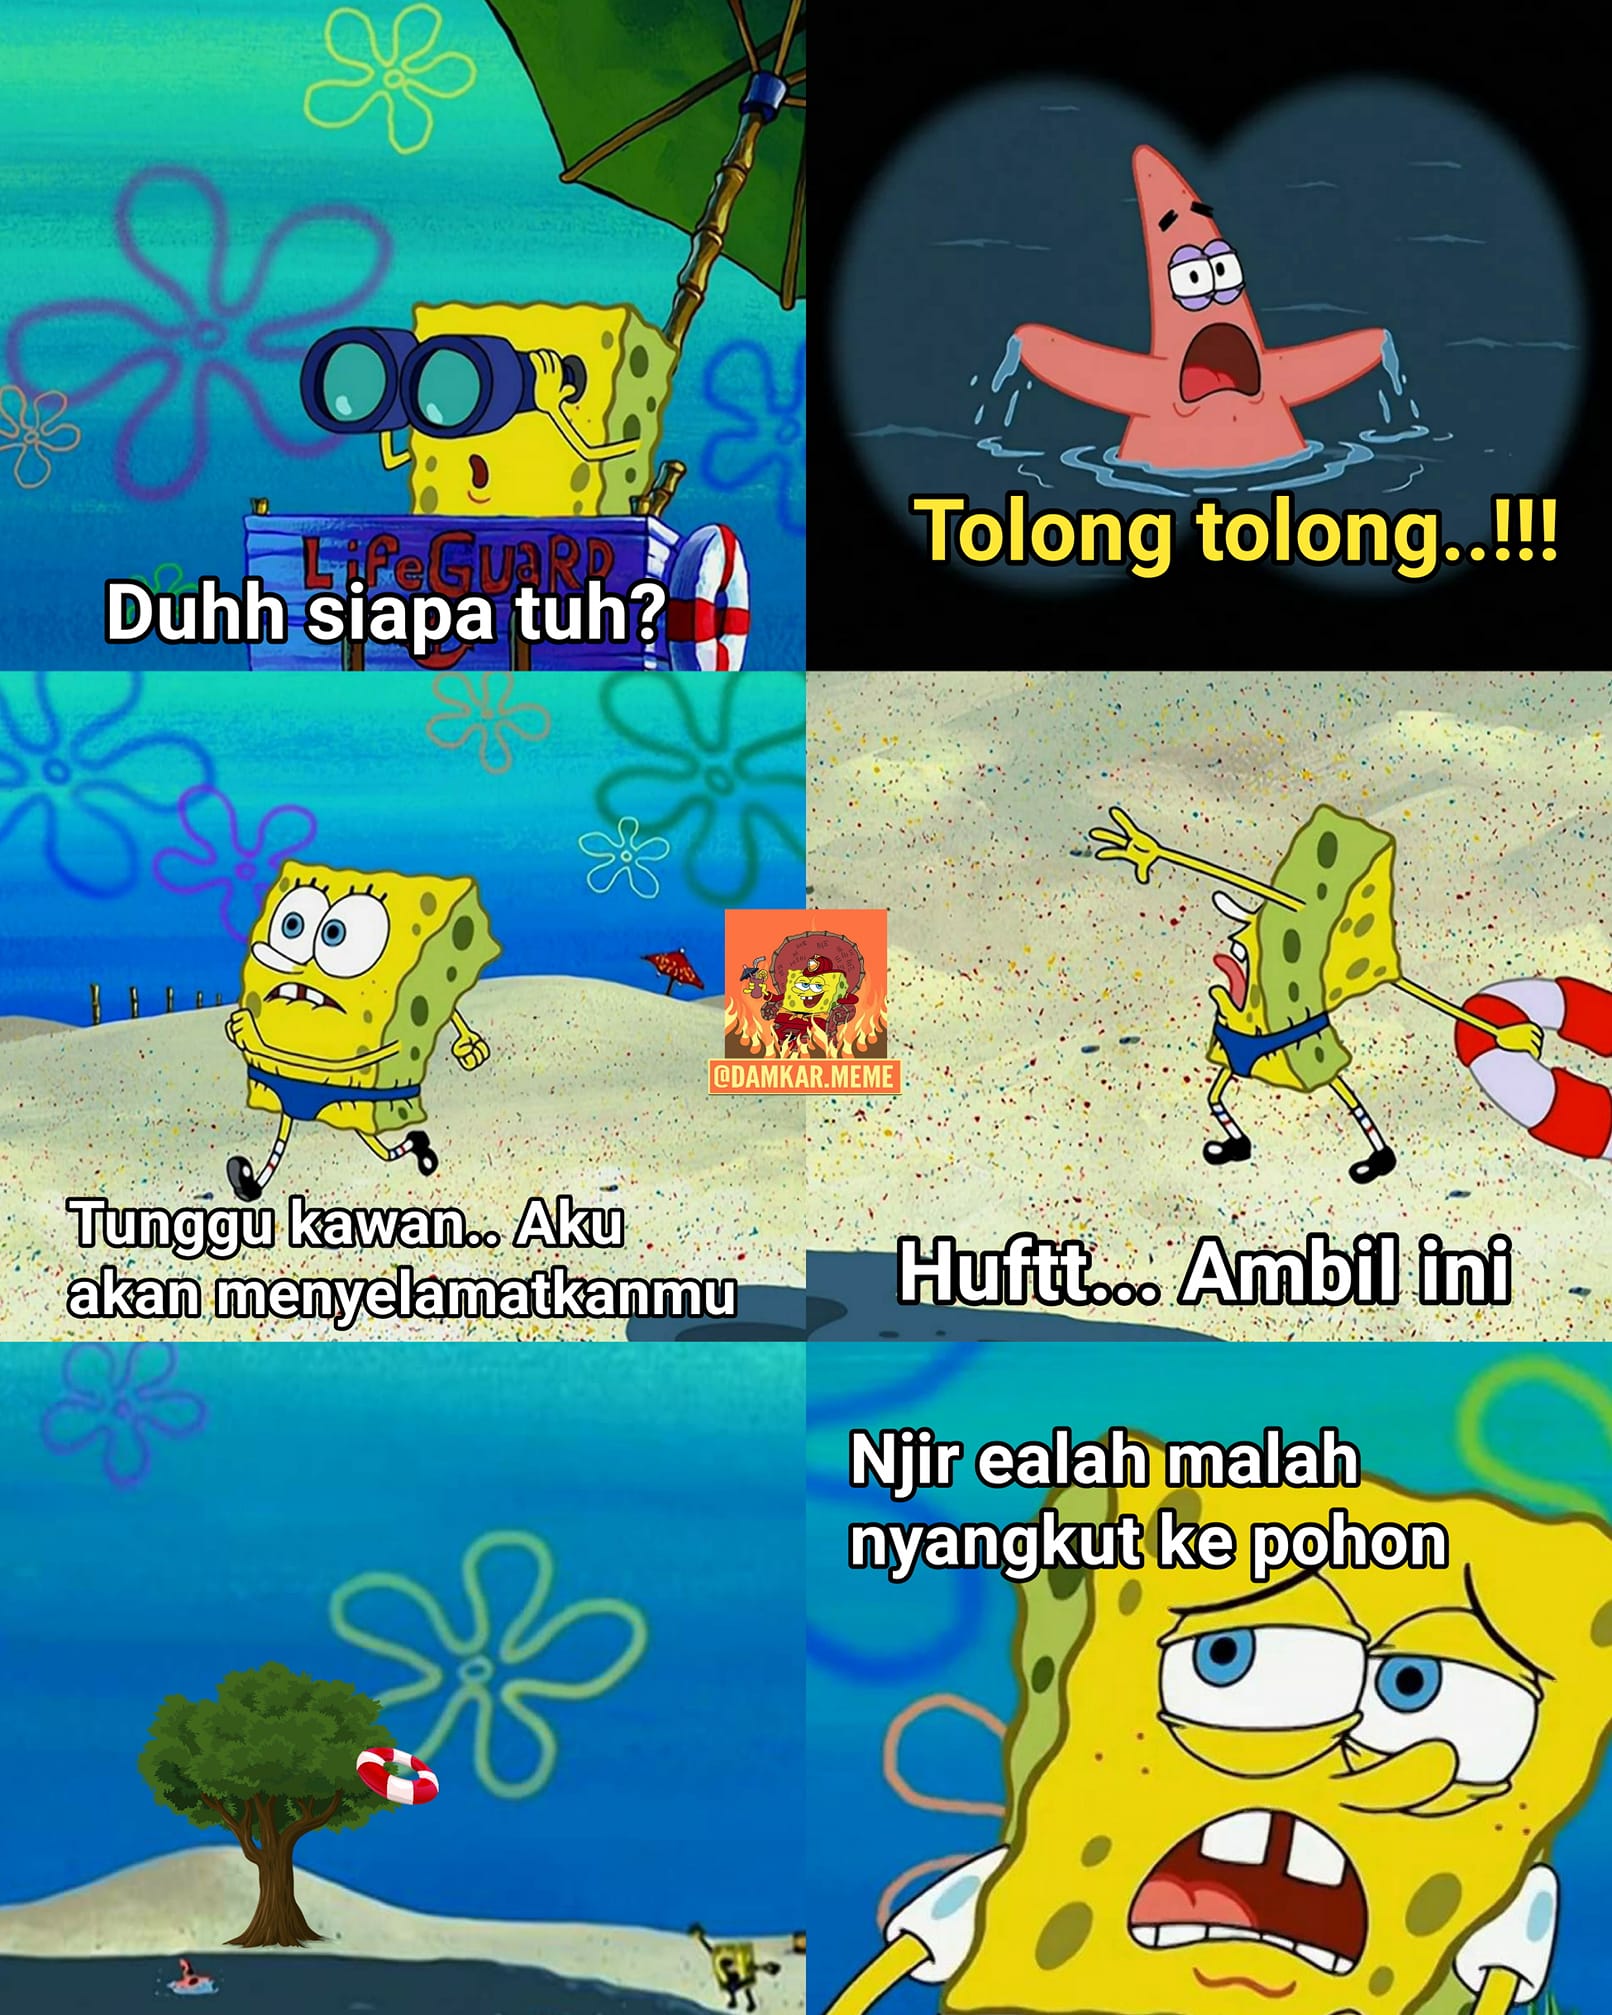 LifeGuaRD
Duhh siapa tuh?
Tolong tolong..!!!
Tunggu kawan.. Aku
akan menyelamatkanmu
@DAMKAR.MEME
Huftt... Ambil ini
Njir ealah malah
nyangkut ke pohon